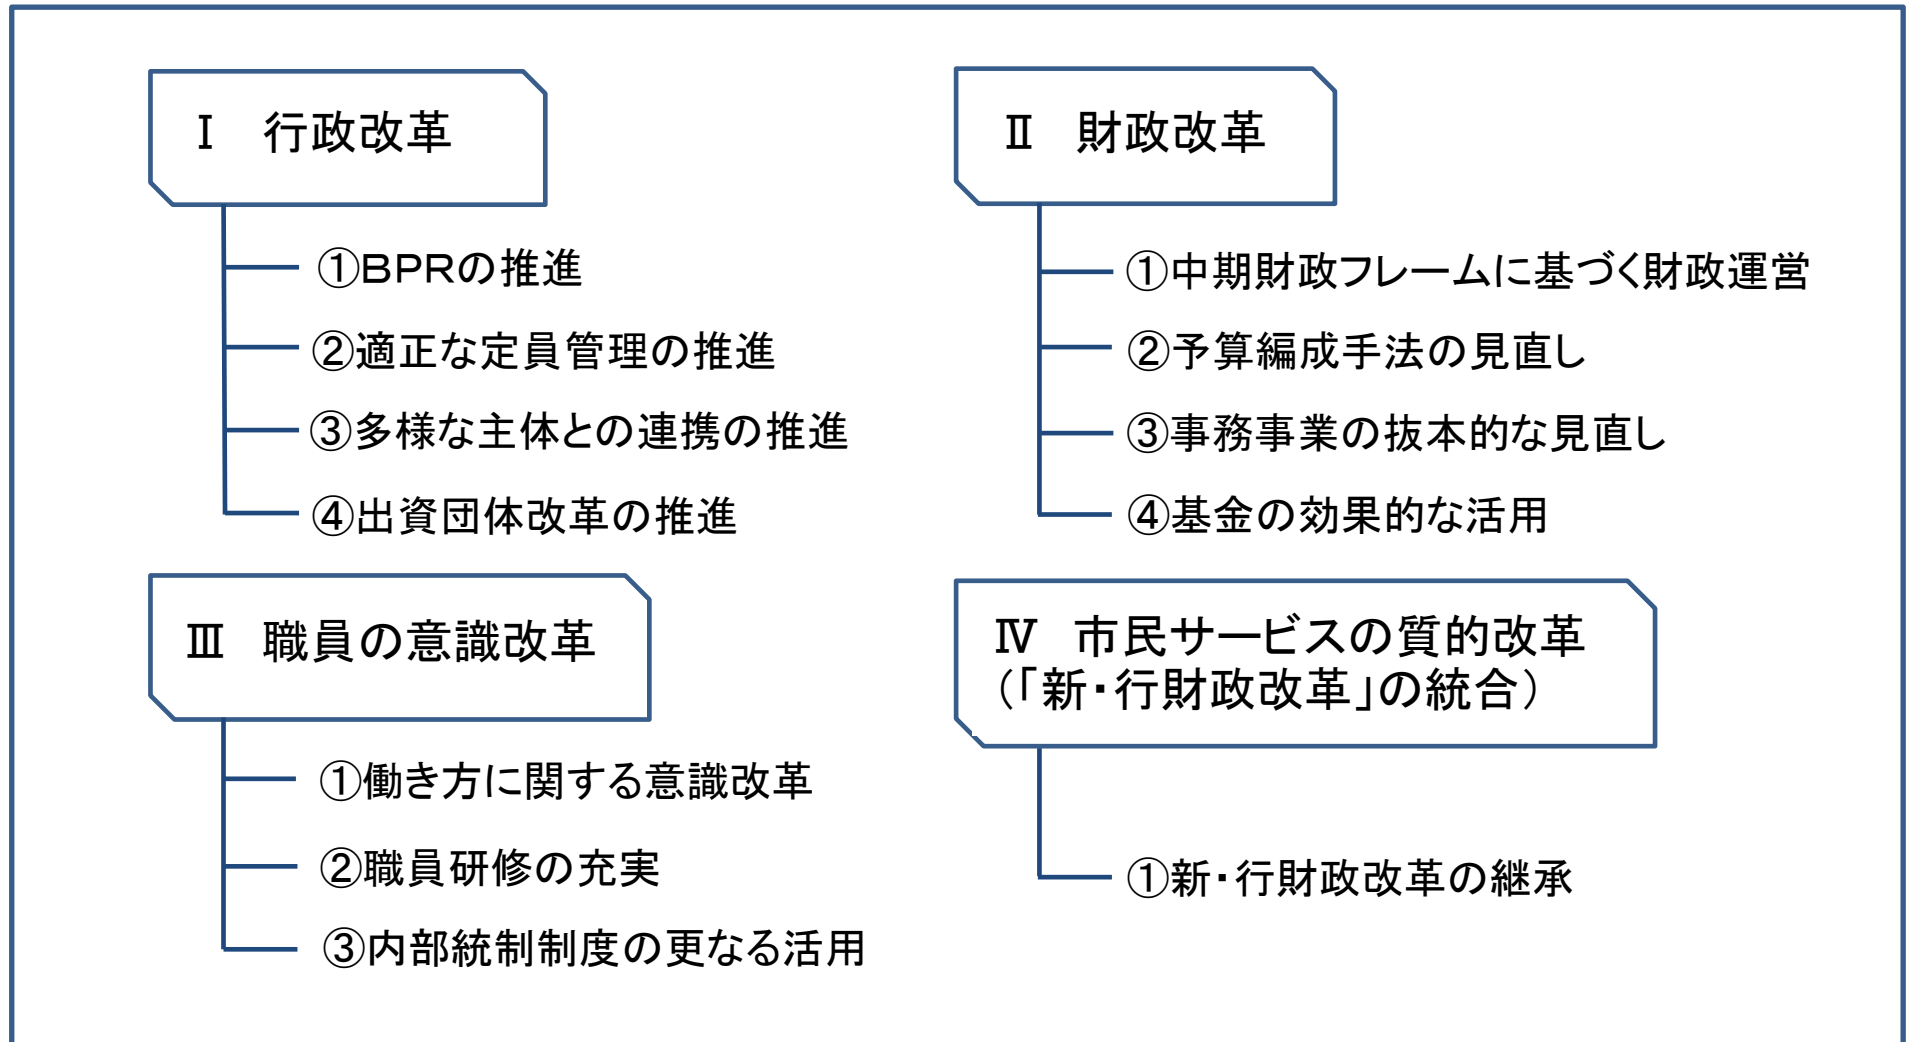 Ⅰ　行政改革
①ＢＰＲの推進
②適正な定員管理の推進
③多様な主体との連携の推進
④出資団体改革の推進
Ⅱ　財政改革
①中期財政フレームに基づく財政運営
②予算編成手法の見直し
③事務事業の抜本的な見直し
④基金の効果的な活用
Ⅲ　職員の意識改革
①働き方に関する意識改革
②職員研修の充実
③内部統制制度の更なる活用
Ⅳ　市民サービスの質的改革
（「新・行財政改革」の統合）
①新・行財政改革の継承